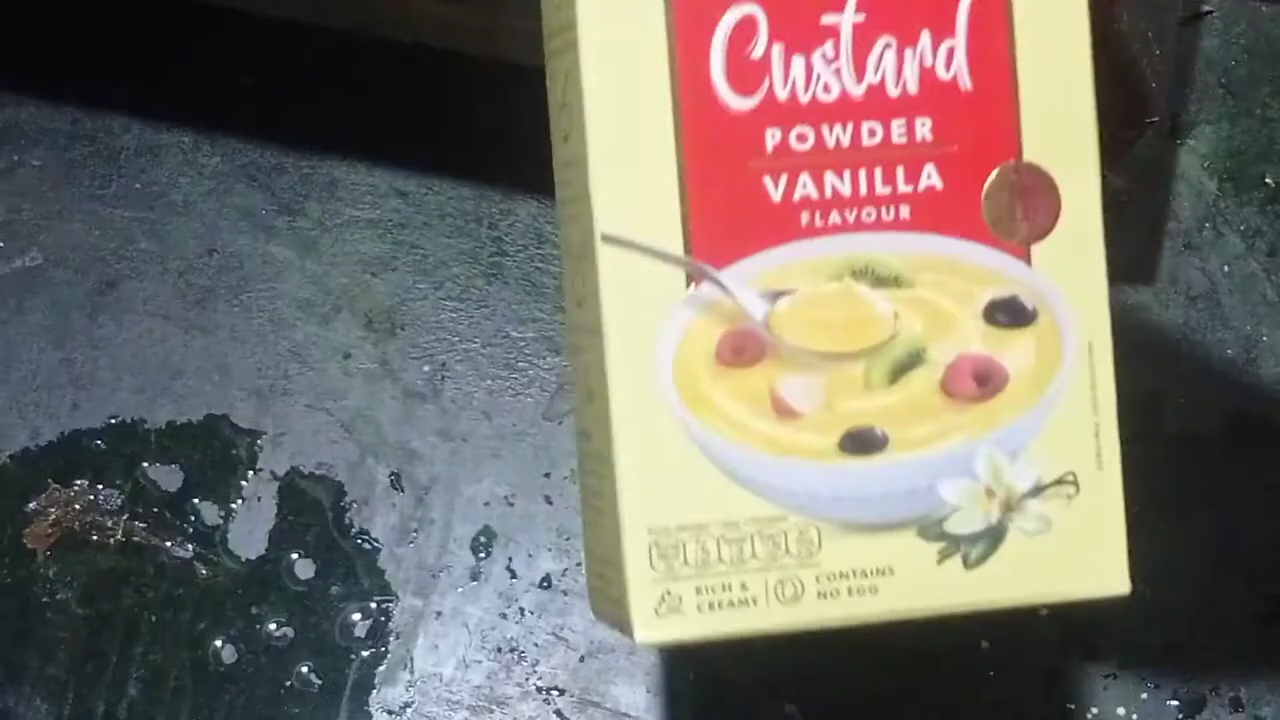 Custard
POWDER
VANILLA
FLAVOUR
RICH &
CREAMY
CONTAINS
NO EGG